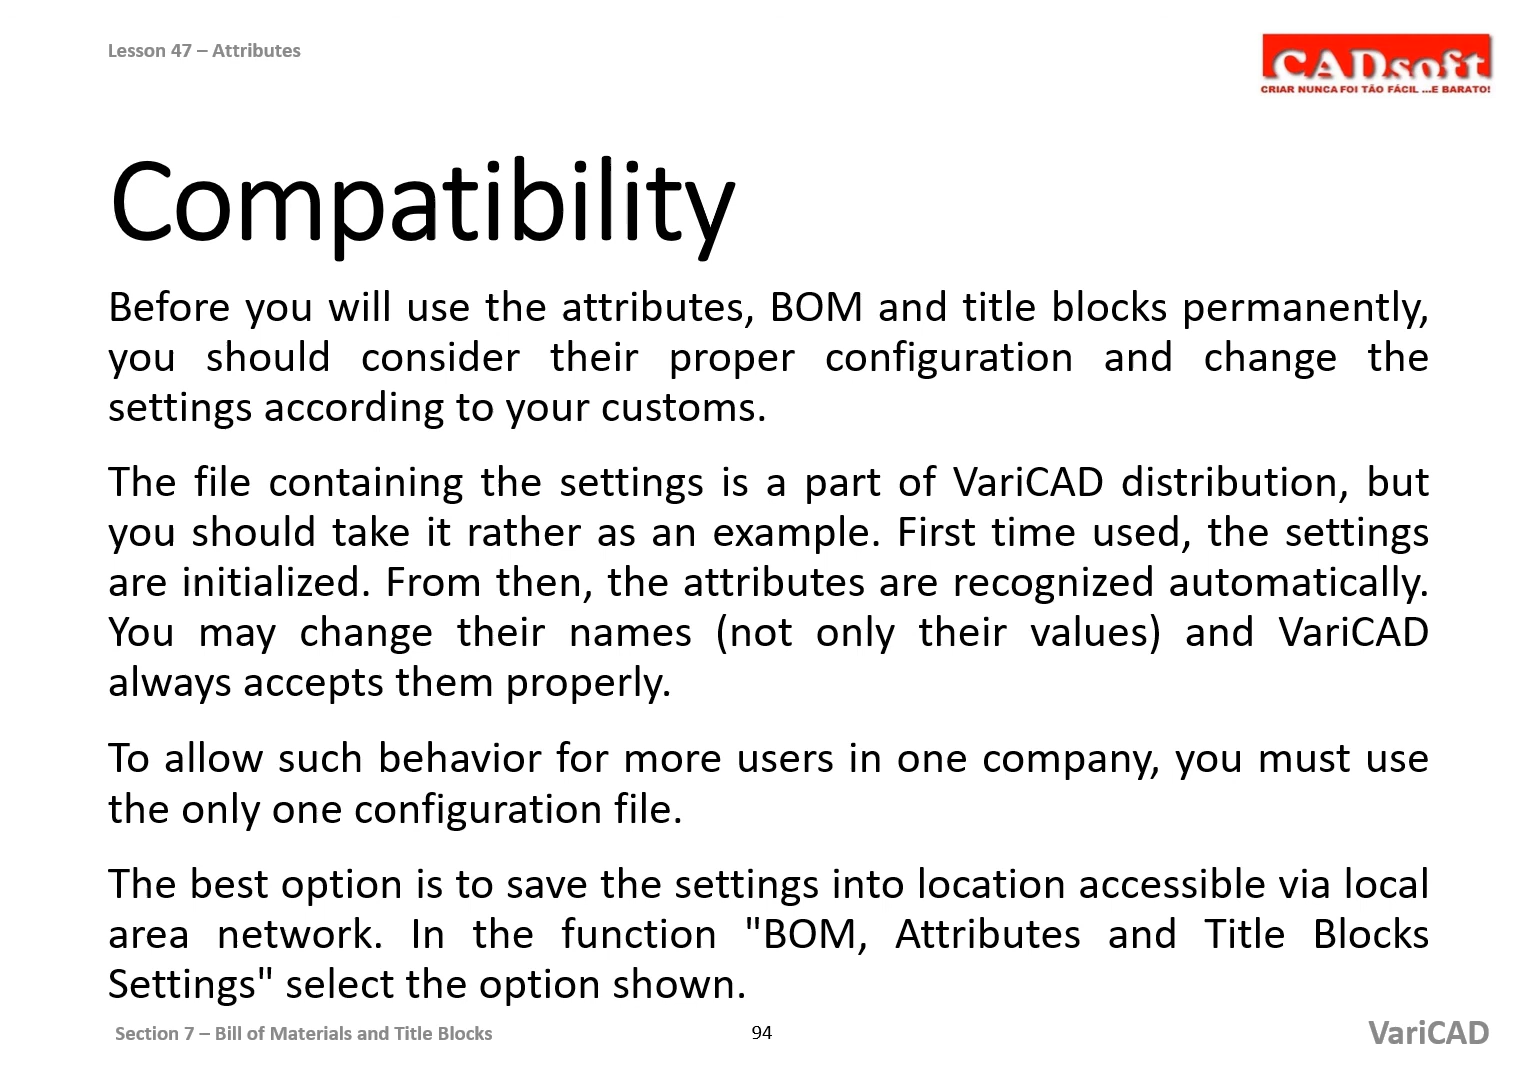 Lesson 47 – Attributes
CADsoft
CRIAR NUNCA FOI TÃO FÁCIL ...E BARATO!
Compatibility
Before you will use the attributes, BOM and title blocks permanently,
you should consider their proper configuration and change the
settings according to your customs.
The file containing the settings is a part of VariCAD distribution, but
you should take it rather as an example. First time used, the settings
are initialized. From then, the attributes are recognized automatically.
You may change their names (not only their values) and VariCAD
always accepts them properly.
To allow such behavior for more users in one company, you must use
the only one configuration file.
The best option is to save the settings into location accessible via local
area network. In the function "BOM, Attributes and Title Blocks
Settings" select the option shown.
Section 7 – Bill of Materials and Title Blocks
94
VariCAD